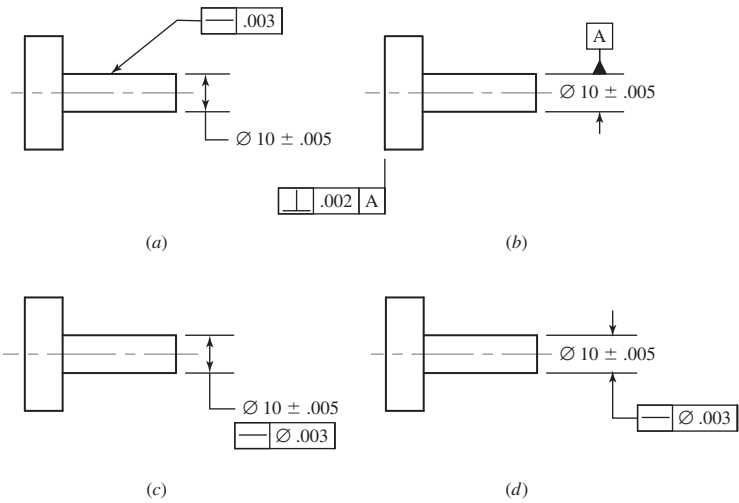 — .003
A
∅ 10 ± .005
∅ 10 ± .005
⊥ .002 A
(a)
(b)
∅ 10 ± .005
∅ 10 ± .005
— ∅ .003
— ∅ .003
(c)
(d)